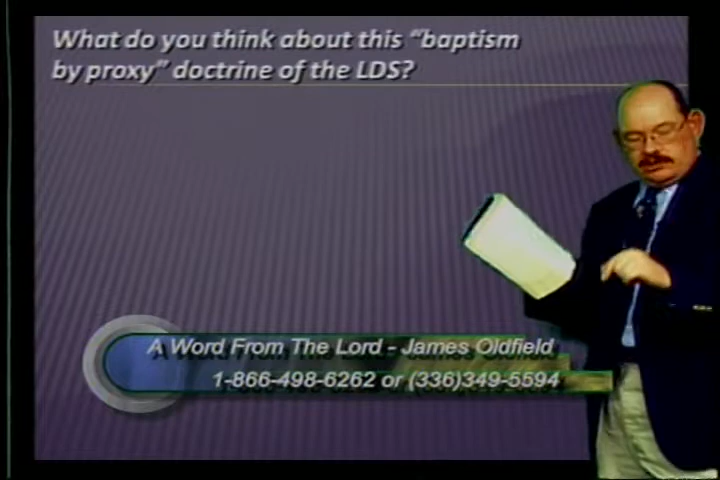 What do you think about this “baptism
by proxy” doctrine of the LDS?
A Word From The Lord - James Oldfield
1-866-498-6262 or (336)349-5594